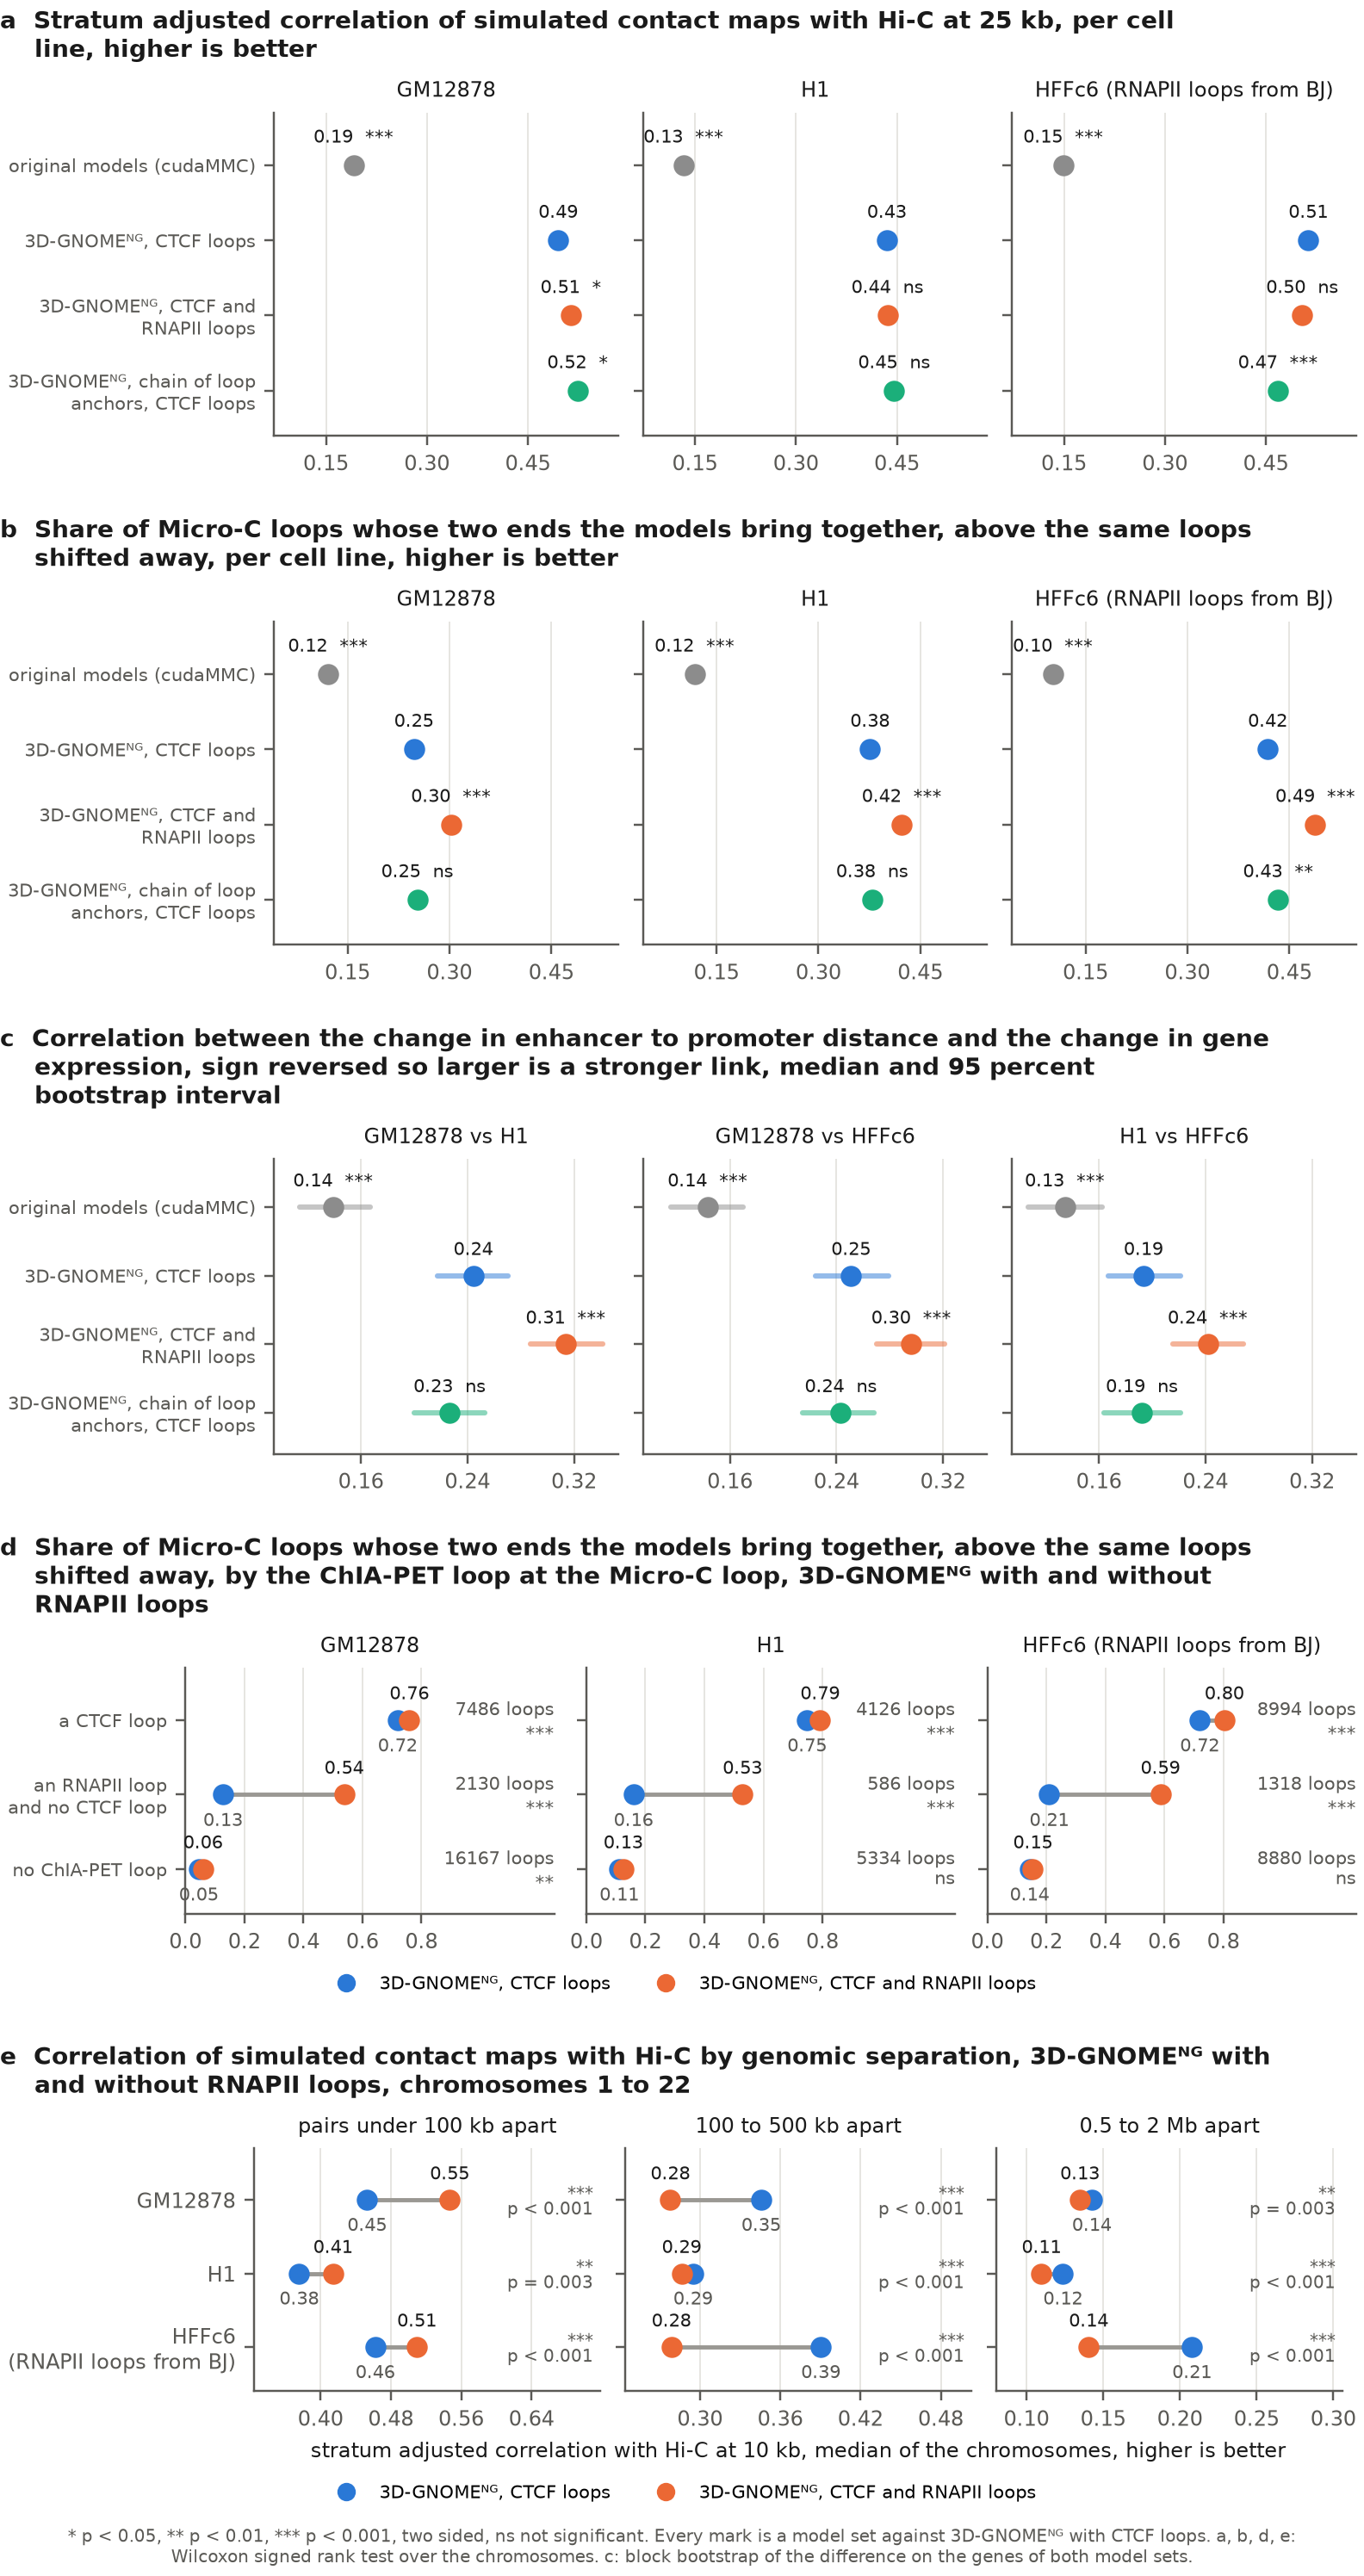 a Stratum adjusted correlation of simulated contact maps with Hi-C at 25 kb, per cell
line, higher is better
GM12878 H1 HFFc6 (RNAPII loops from BJ)
original models (cudaMMC) 0.19 *** 0.13 *** 0.15 ***
3D-GNOMEᴺᴳ, CTCF loops 0.49 0.43 0.51
3D-GNOMEᴺᴳ, CTCF and
RNAPII loops 0.51 * 0.44 ns 0.50 ns
3D-GNOMEᴺᴳ, chain of loop
anchors, CTCF loops 0.52 * 0.45 ns 0.47 ***
0.15 0.30 0.45 0.15 0.30 0.45 0.15 0.30 0.45
b Share of Micro-C loops whose two ends the models bring together, above the same loops
shifted away, per cell line, higher is better
GM12878 H1 HFFc6 (RNAPII loops from BJ)
original models (cudaMMC) 0.12 *** 0.12 *** 0.10 ***
3D-GNOMEᴺᴳ, CTCF loops 0.25 0.38 0.42
3D-GNOMEᴺᴳ, CTCF and
RNAPII loops 0.30 *** 0.42 *** 0.49 ***
3D-GNOMEᴺᴳ, chain of loop
anchors, CTCF loops 0.25 ns 0.38 ns 0.43 **
0.15 0.30 0.45 0.15 0.30 0.45 0.15 0.30 0.45
c Correlation between the change in enhancer to promoter distance and the change in gene
expression, sign reversed so larger is a stronger link, median and 95 percent
bootstrap interval
GM12878 vs H1 GM12878 vs HFFc6 H1 vs HFFc6
original models (cudaMMC) 0.14 *** 0.14 *** 0.13 ***
3D-GNOMEᴺᴳ, CTCF loops 0.24 0.25 0.19
3D-GNOMEᴺᴳ, CTCF and
RNAPII loops 0.31 *** 0.30 *** 0.24 ***
3D-GNOMEᴺᴳ, chain of loop
anchors, CTCF loops 0.23 ns 0.24 ns 0.19 ns
0.16 0.24 0.32 0.16 0.24 0.32 0.16 0.24 0.32
d Share of Micro-C loops whose two ends the models bring together, above the same loops
shifted away, by the ChIA-PET loop at the Micro-C loop, 3D-GNOMEᴺᴳ with and without
RNAPII loops
GM12878 H1 HFFc6 (RNAPII loops from BJ)
a CTCF loop 0.76 0.72 7486 loops *** 0.79 0.75 4126 loops *** 0.80 0.72 8994 loops ***
an RNAPII loop
and no CTCF loop 0.54 0.13 2130 loops *** 0.53 0.16 586 loops *** 0.59 0.21 1318 loops ***
no ChIA-PET loop 0.06 0.05 16167 loops ** 0.13 0.11 5334 loops ns 0.15 0.14 8880 loops ns
0.0 0.2 0.4 0.6 0.8 0.0 0.2 0.4 0.6 0.8 0.0 0.2 0.4 0.6 0.8
3D-GNOMEᴺᴳ, CTCF loops 3D-GNOMEᴺᴳ, CTCF and RNAPII loops
e Correlation of simulated contact maps with Hi-C by genomic separation, 3D-GNOMEᴺᴳ with
and without RNAPII loops, chromosomes 1 to 22
pairs under 100 kb apart 100 to 500 kb apart 0.5 to 2 Mb apart
GM12878 0.55 0.45 *** p < 0.001 0.28 0.35 *** p < 0.001 0.13 0.14 ** p = 0.003
H1 0.41 0.38 ** p = 0.003 0.29 0.29 *** p < 0.001 0.11 0.12 *** p < 0.001
HFFc6
(RNAPII loops from BJ) 0.51 0.46 *** p < 0.001 0.28 0.39 *** p < 0.001 0.14 0.21 *** p < 0.001
0.40 0.48 0.56 0.64 0.30 0.36 0.42 0.48 0.10 0.15 0.20 0.25 0.30
stratum adjusted correlation with Hi-C at 10 kb, median of the chromosomes, higher is better
3D-GNOMEᴺᴳ, CTCF loops 3D-GNOMEᴺᴳ, CTCF and RNAPII loops
* p < 0.05, ** p < 0.01, *** p < 0.001, two sided, ns not significant. Every mark is a model set against 3D-GNOMEᴺᴳ with CTCF loops. a, b, d, e:
Wilcoxon signed rank test over the chromosomes. c: block bootstrap of the difference on the genes of both model sets.